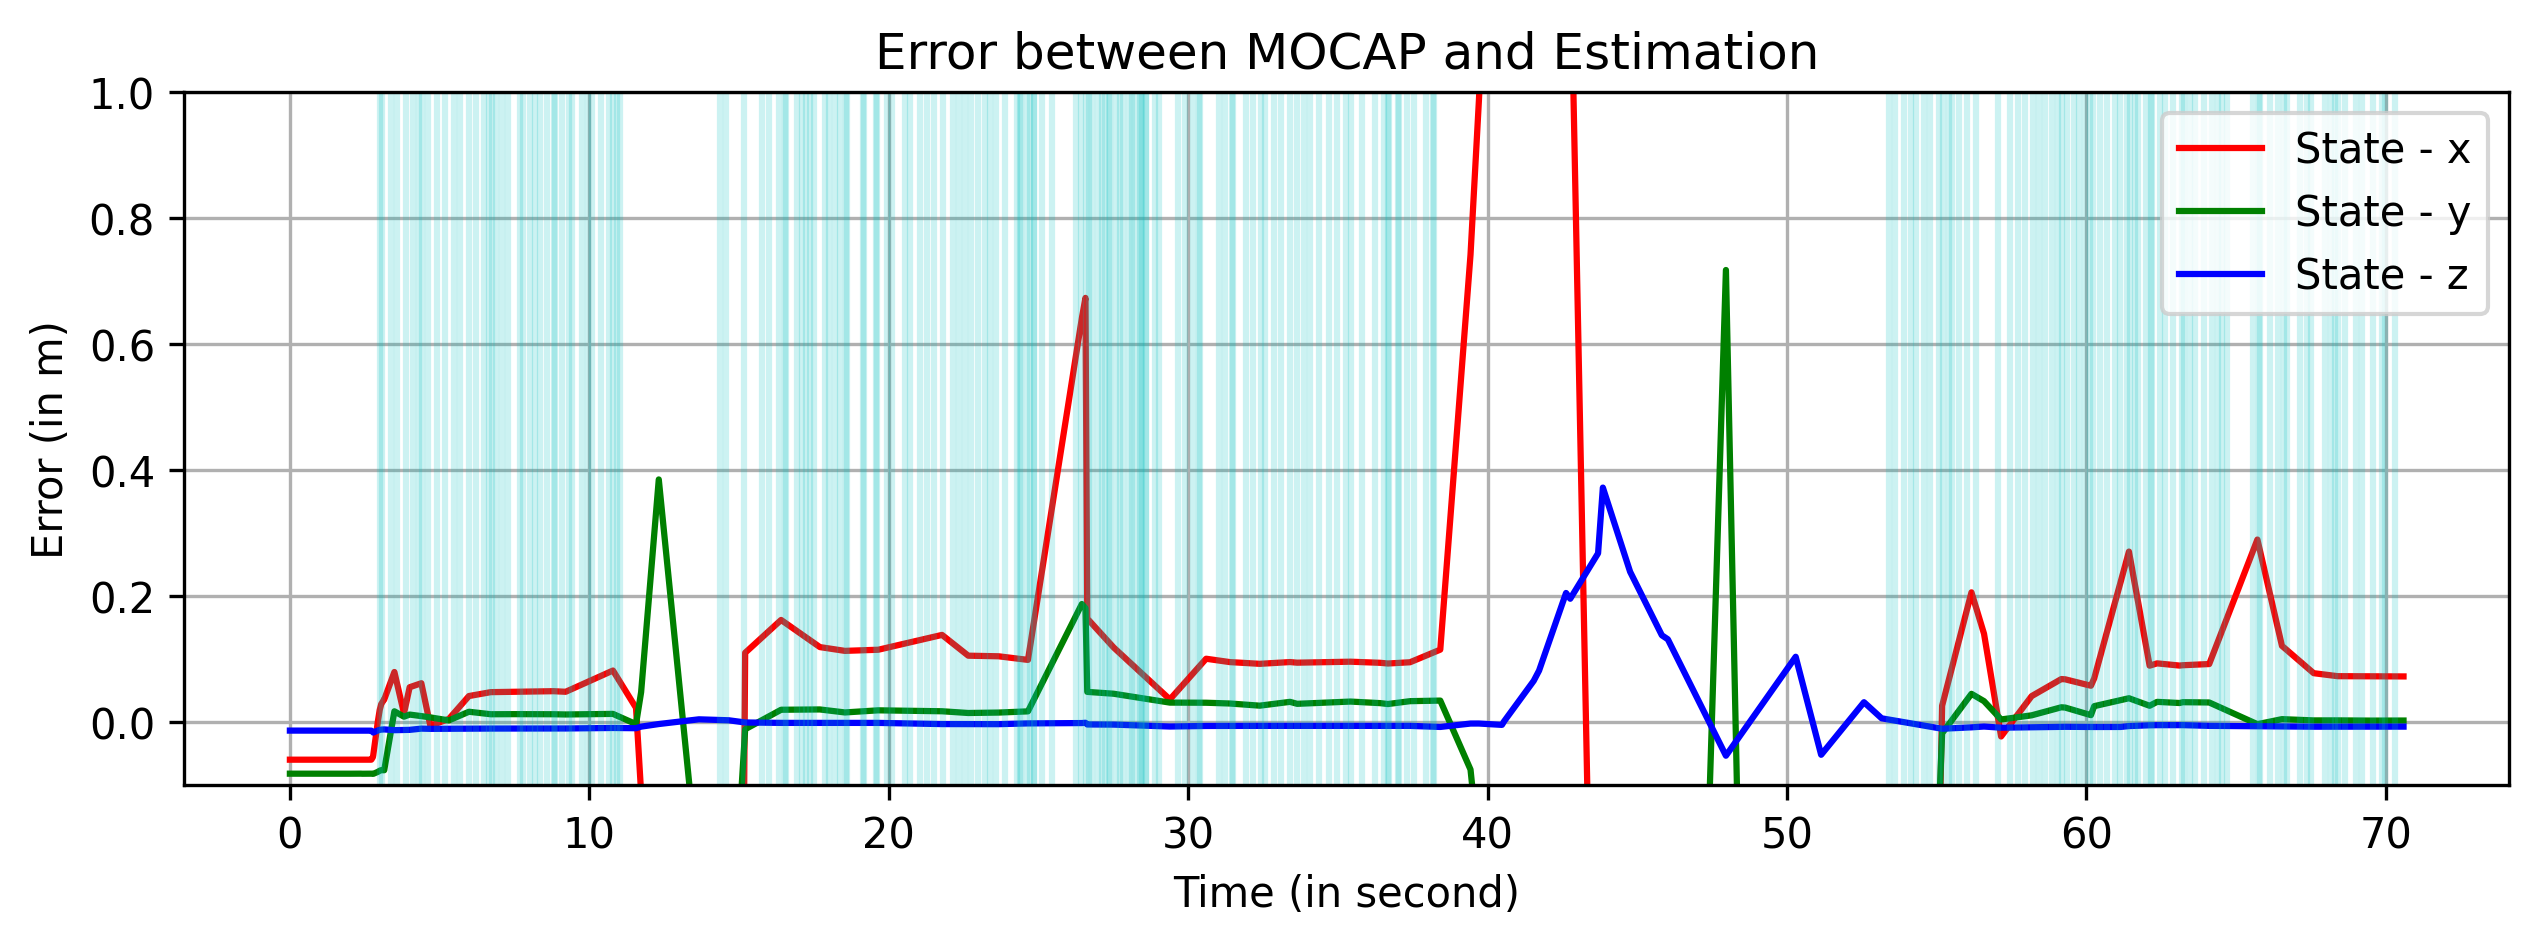 Error between MOCAP and Estimation
1.0
0.8
0.6
0.4
0.2
0.0
Error (in m)
State - x
State - y
State - z
0 10 20 30 40 50 60 70
Time (in second)